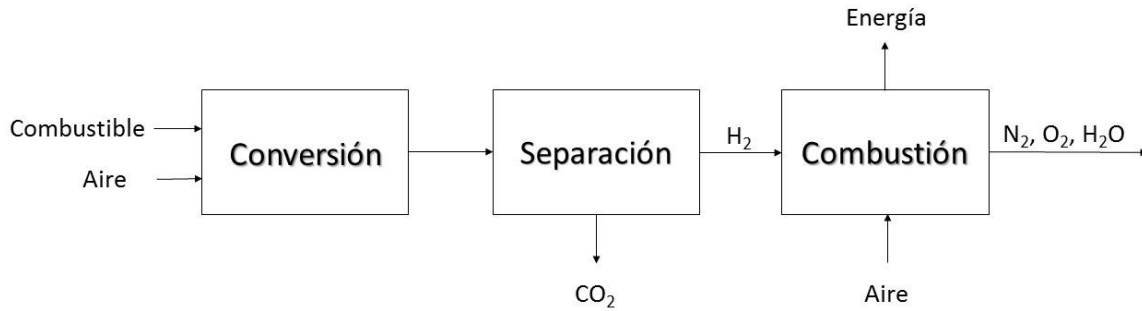 Energía
Combustible
Aire
Conversión
Separación
H₂
Combustión
N₂, O₂, H₂O
CO₂
Aire